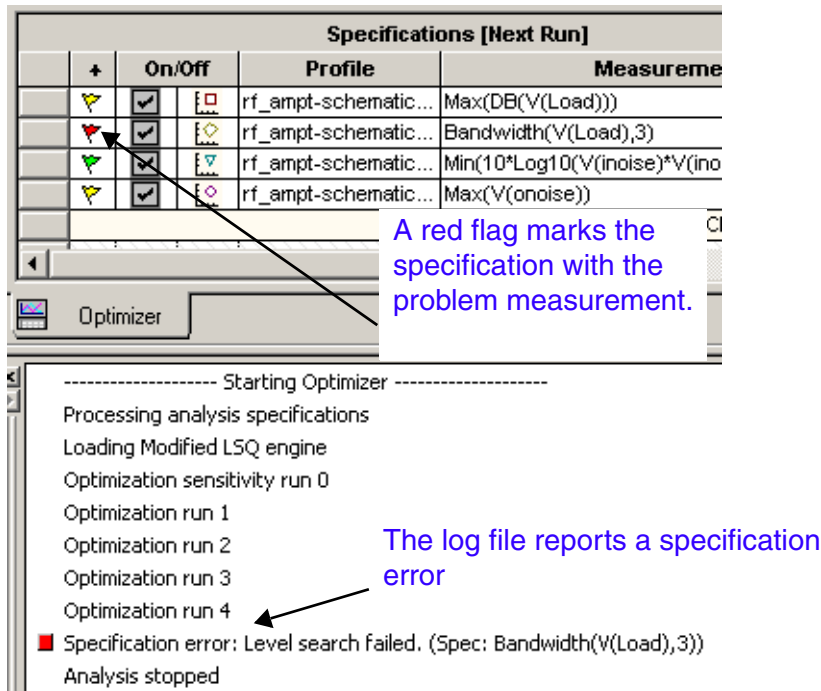 Specifications [Next Run]
+ On/Off Profile Measureme
rf_ampt-schematic... Max(DB(V(Load)))
rf_ampt-schematic... Bandwidth(V(Load),3)
rf_ampt-schematic... Min(10*Log10(V(inoise)*V(ino
rf_ampt-schematic... Max(V(onoise))
A red flag marks the
specification with the
problem measurement.
Optimizer
-------------------- Starting Optimizer --------------------
Processing analysis specifications
Loading Modified LSQ engine
Optimization sensitivity run 0
Optimization run 1
Optimization run 2
Optimization run 3
Optimization run 4
The log file reports a specification
error
Specification error: Level search failed. (Spec: Bandwidth(V(Load),3))
Analysis stopped